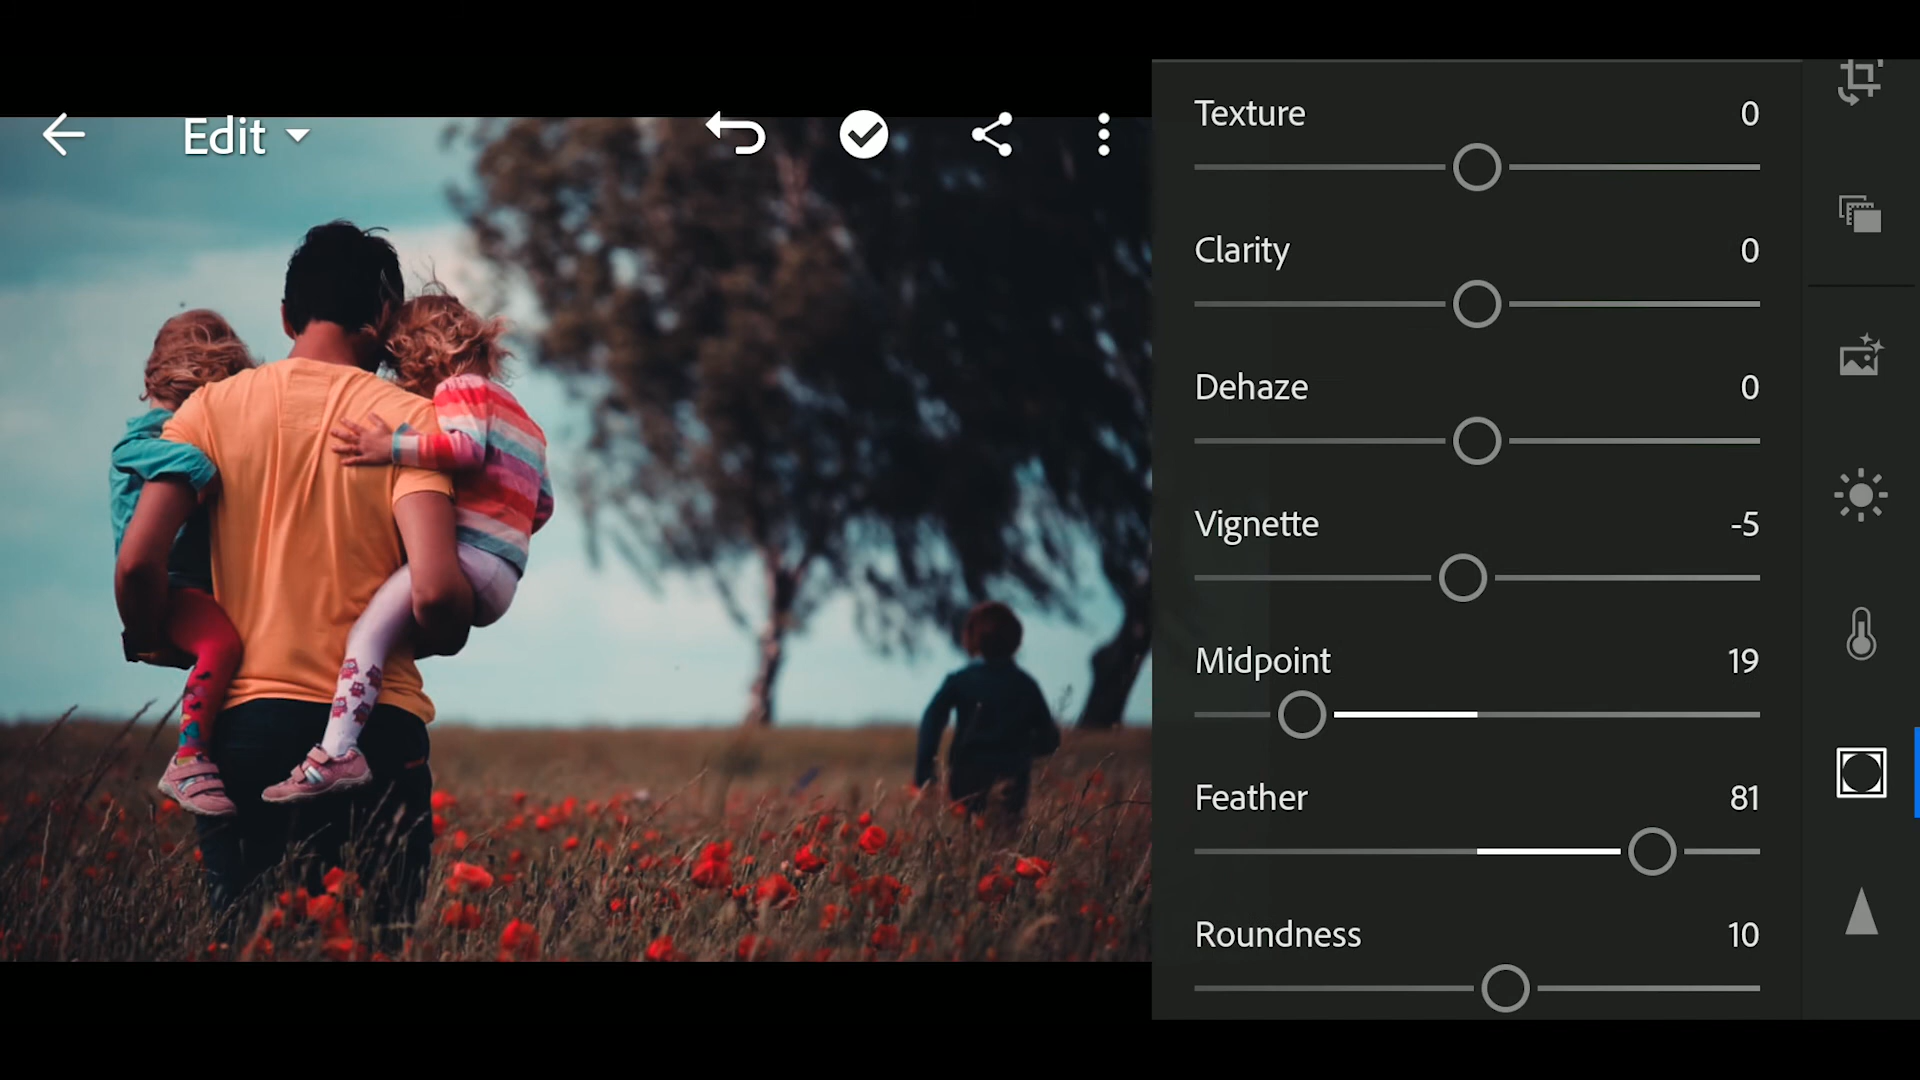 Edit
Texture 0
Clarity 0
Dehaze 0
Vignette -5
Midpoint 19
Feather 81
Roundness 10